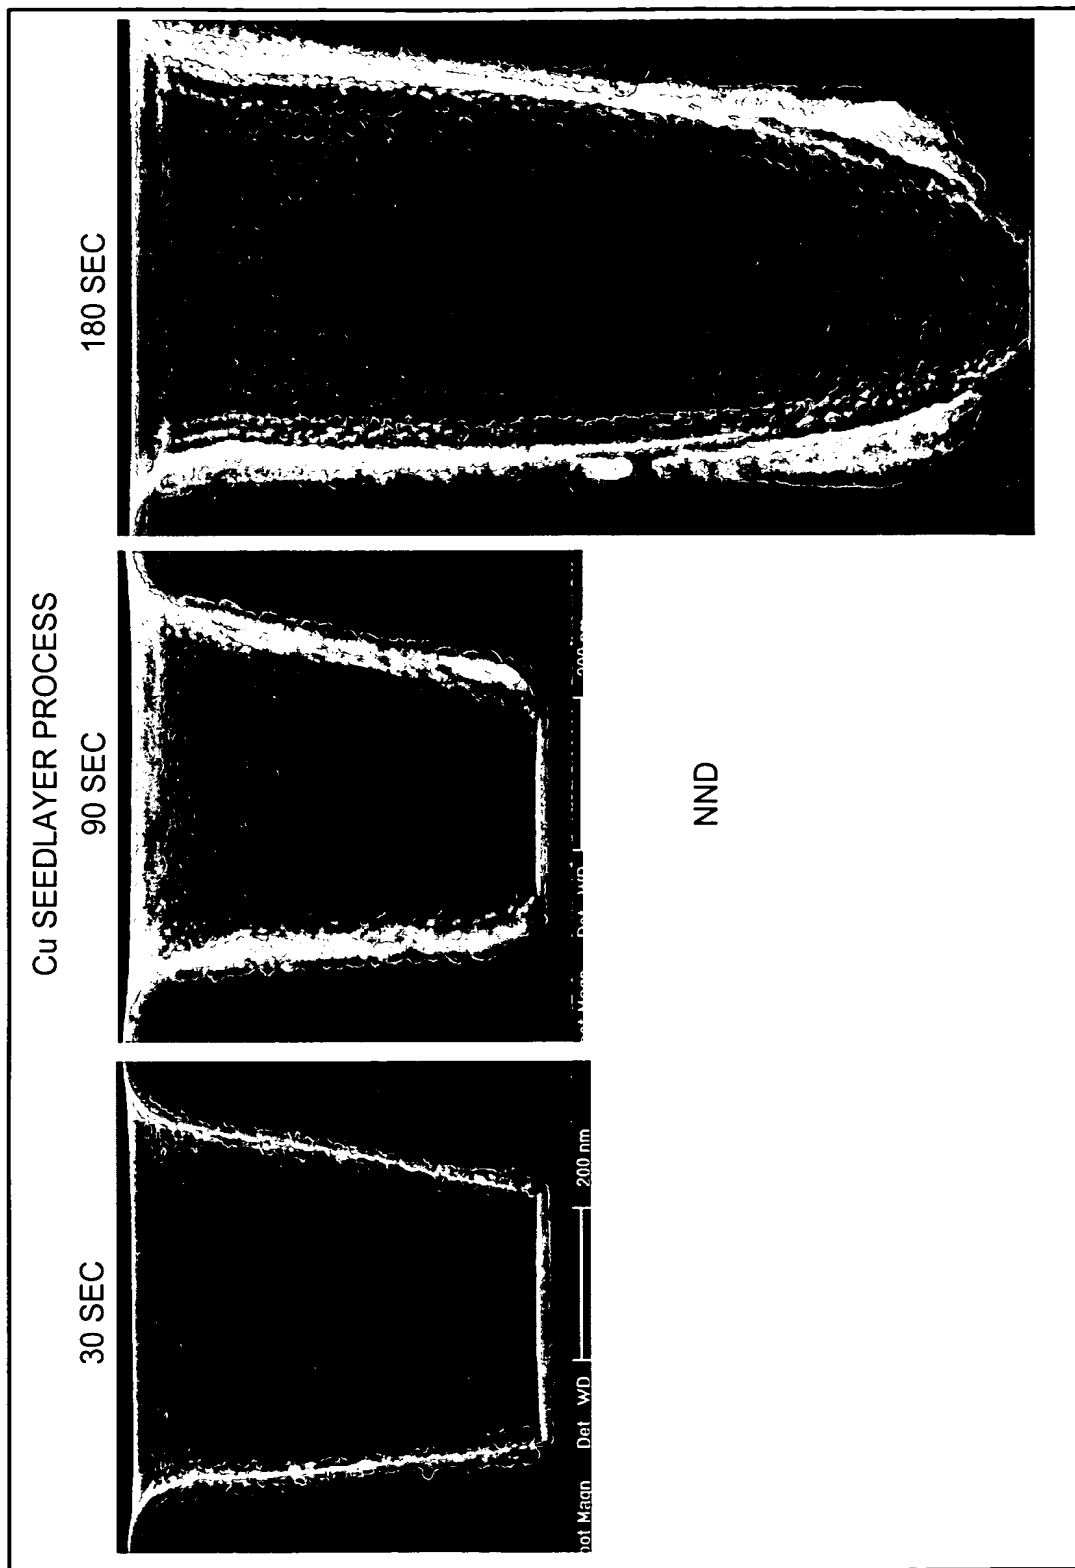 Cu SEEDLAYER PROCESS
30 SEC
90 SEC
180 SEC
Det WD
200 nm
NND